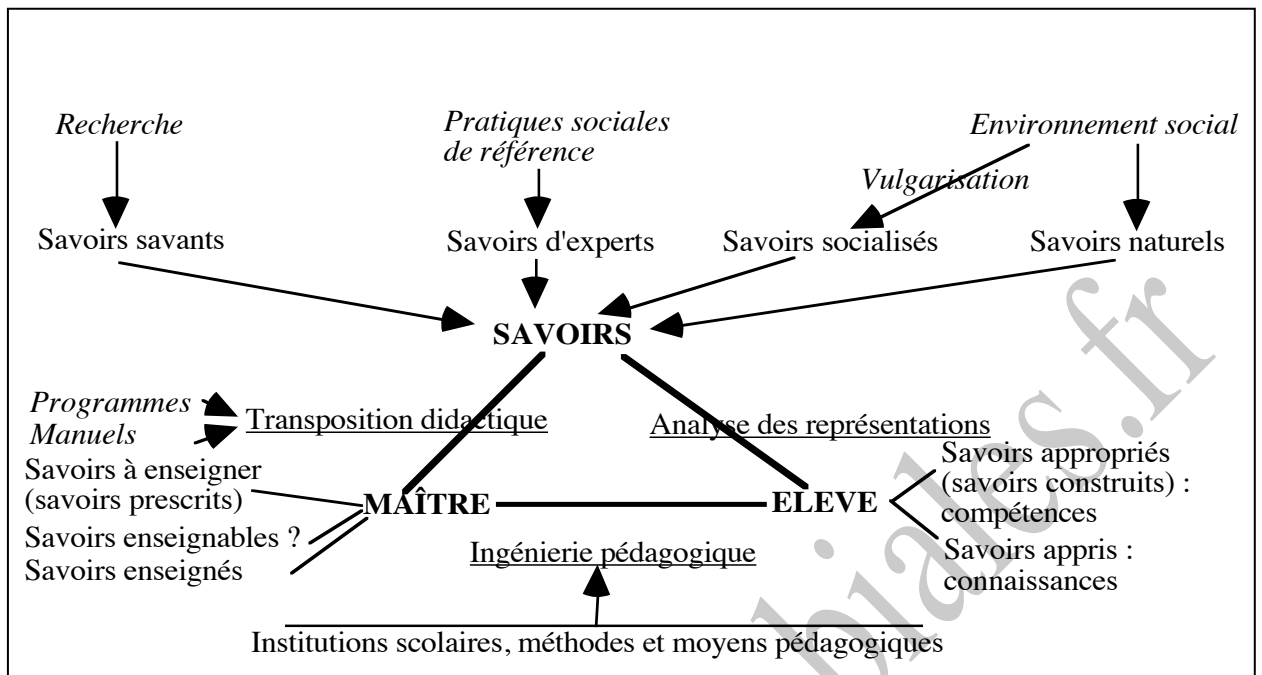 Recherche
Pratiques sociales
de référence
Environnement social
Vulgarisation
Savoirs savants
Savoirs d'experts
Savoirs socialisés
Savoirs naturels
SAVOIRS
Programmes
Manuels
Transposition didactique
Analyse des représentations
Savoirs à enseigner
(savoirs prescrits)
Savoirs enseignables ?
Savoirs enseignés
MAÎTRE
ELEVE
Savoirs appropriés
(savoirs construits) :
compétences
Savoirs appris :
connaissances
Ingénierie pédagogique
Institutions scolaires, méthodes et moyens pédagogiques
biales.fr